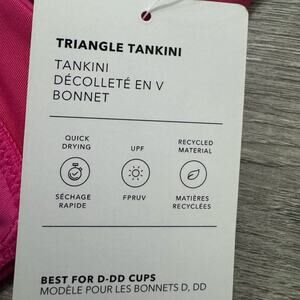 TRIANGLE TANKINI
TANKINI
DÉCOLLETÉ EN V
BONNET
QUICK
DRYING
UPF
RECYCLED
MATERIAL
SÉCHAGE
RAPIDE
FPRUV
MATIÈRES
RECYCLÉES
BEST FOR D-DD CUPS
MODÈLE POUR LES BONNETS D, DD